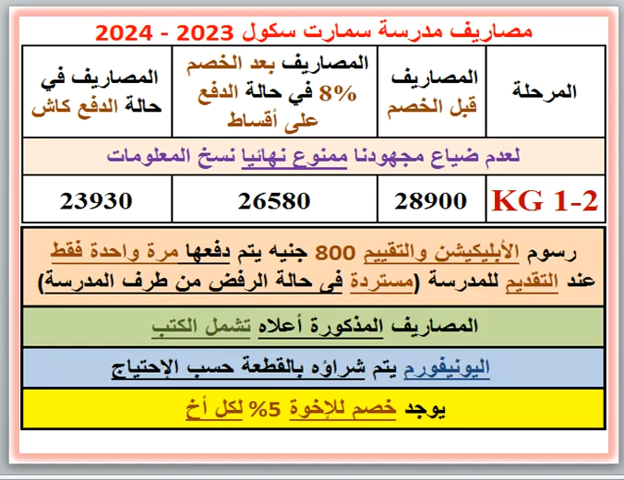 مصاريف مدرسة سمارت سكول 2023 - 2024
المرحلة
المصاريف
قبل الخصم
المصاريف بعد الخصم
8% في حالة الدفع
على أقساط
المصاريف في
حالة الدفع كاش
لعدم ضياع مجهودنا ممنوع نهائيا نسخ المعلومات
KG 1-2
28900
26580
23930
رسوم الأبليكيشن والتقييم 800 جنيه يتم دفعها مرة واحدة فقط
عند التقديم للمدرسة (مستردة في حالة الرفض من طرف المدرسة)
المصاريف المذكورة أعلاه تشمل الكتب
اليونيفورم يتم شراؤه بالقطعة حسب الإحتياج
يوجد خصم للإخوة 5% لكل أخ